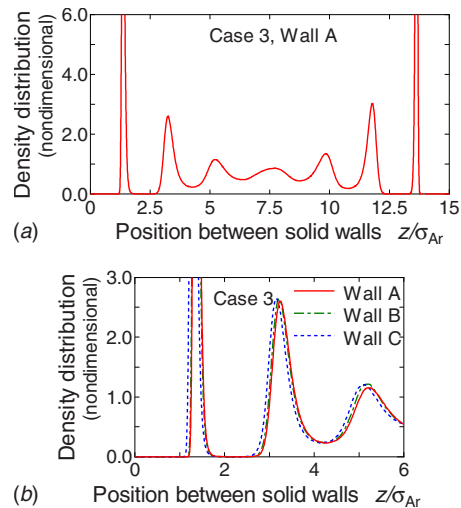 6.0
4.0
2.0
0.0
Density distribution
(nondimensional)
Case 3, Wall A
0 2.5 5 7.5 10 12.5 15
(a) Position between solid walls z/σAr
3.0
2.0
1.0
0.0
Density distribution
(nondimensional)
Case 3
Wall A
Wall B
Wall C
0 2 4 6
(b) Position between solid walls z/σAr